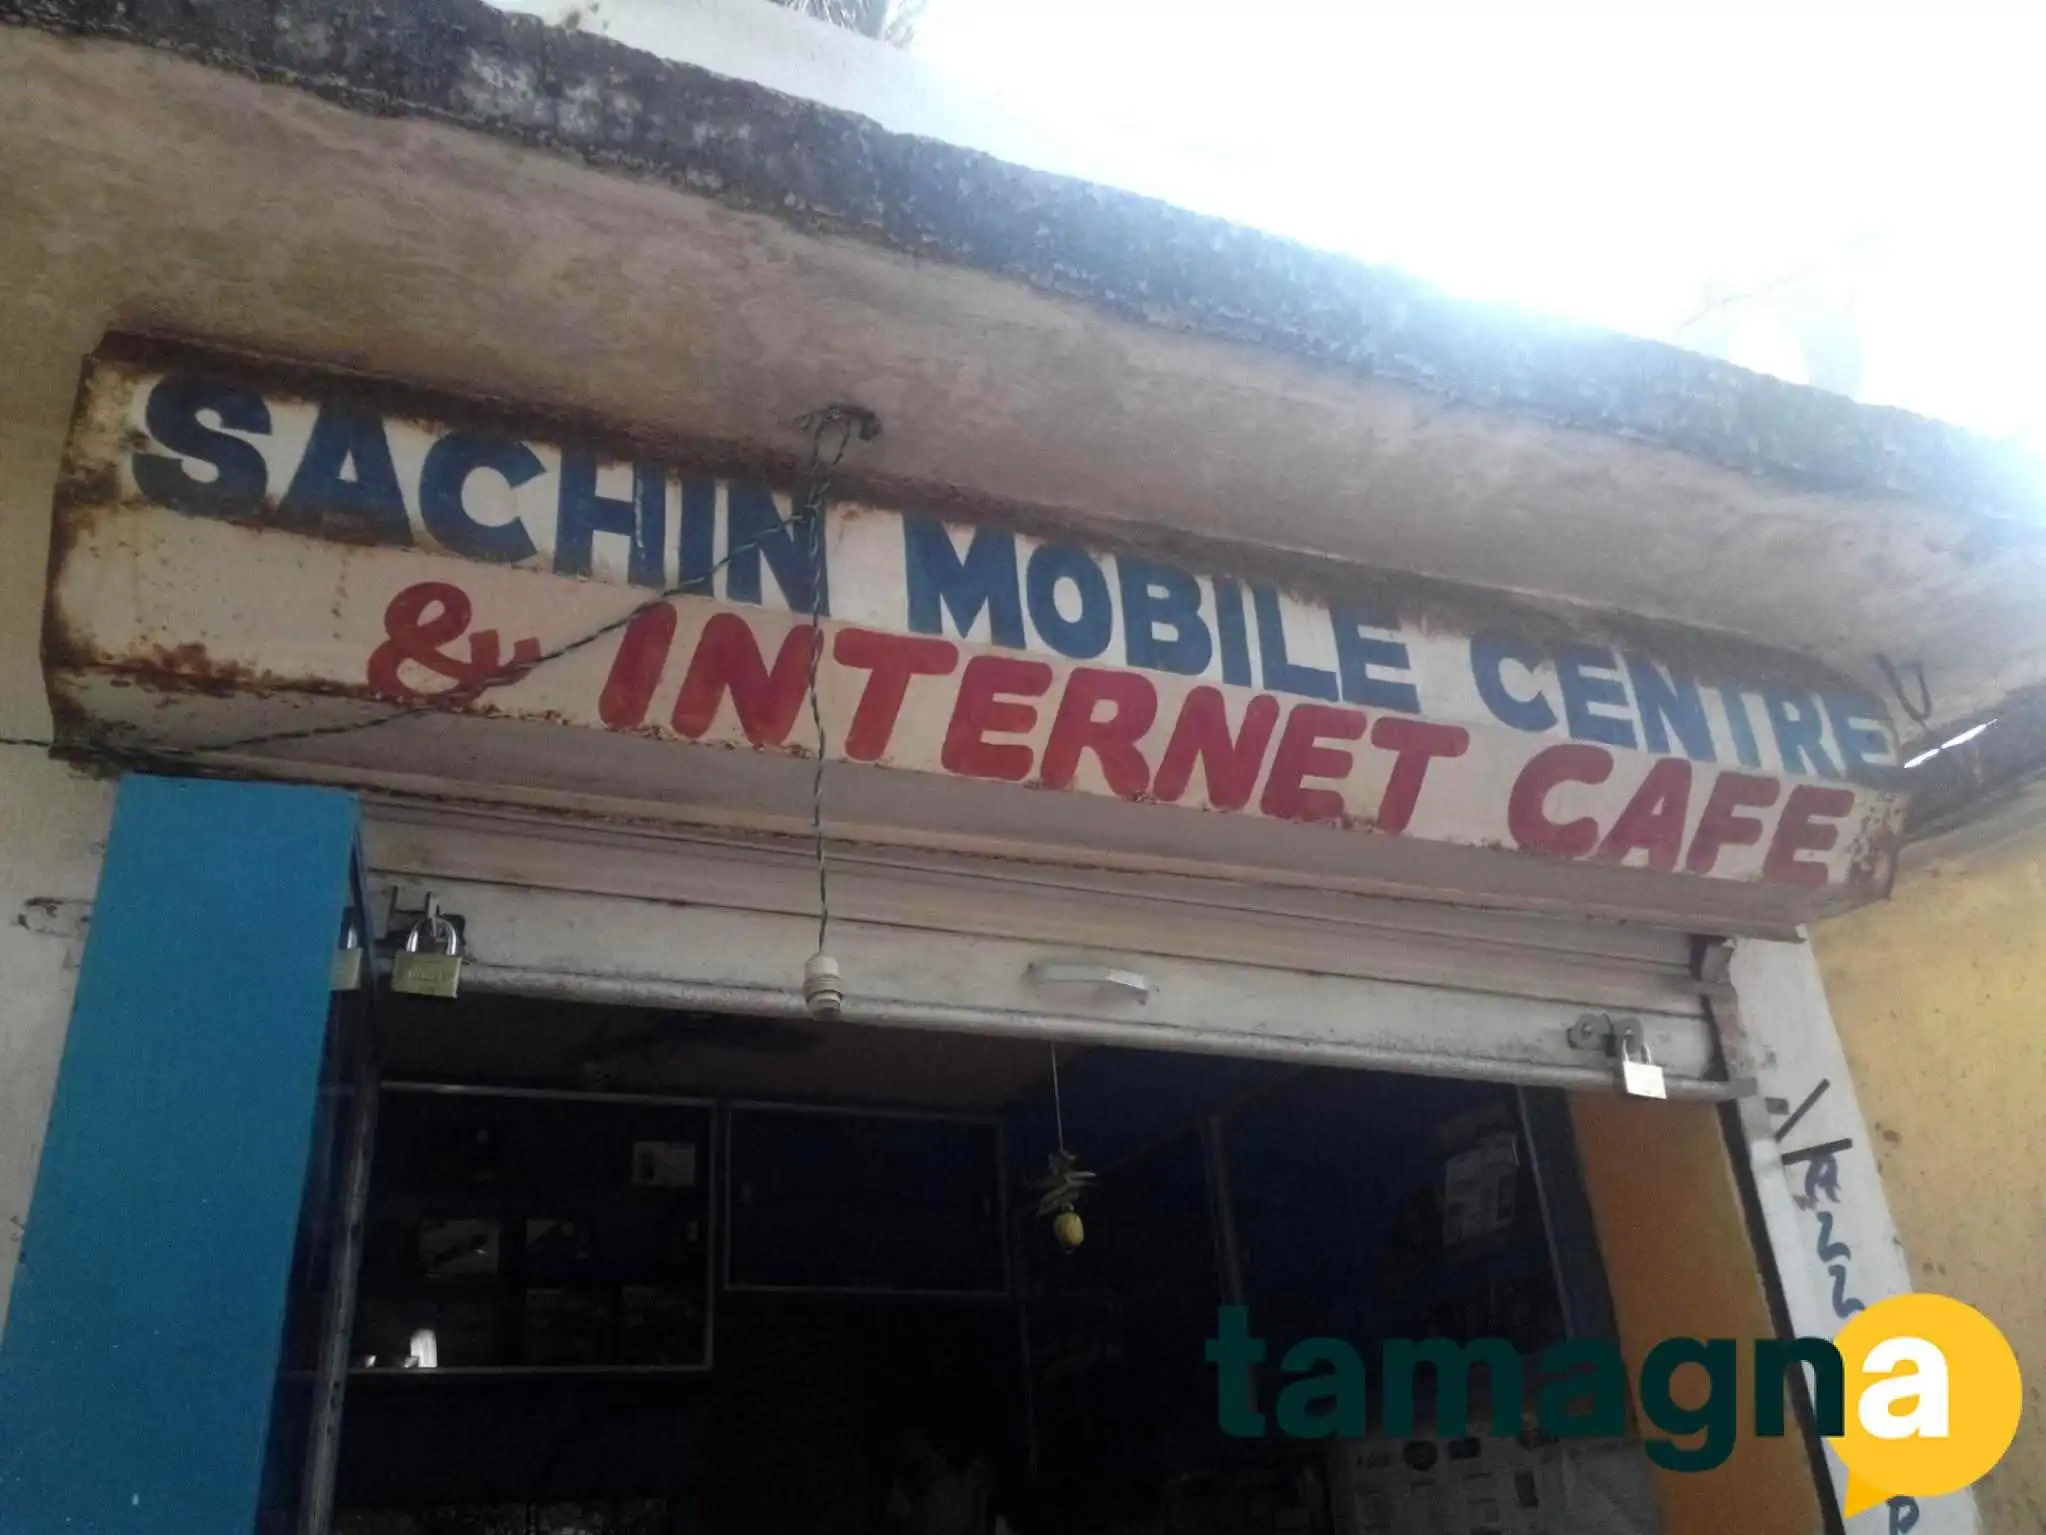 SACHIN MOBILE CENTRE
& INTERNET CAFE
tamagna